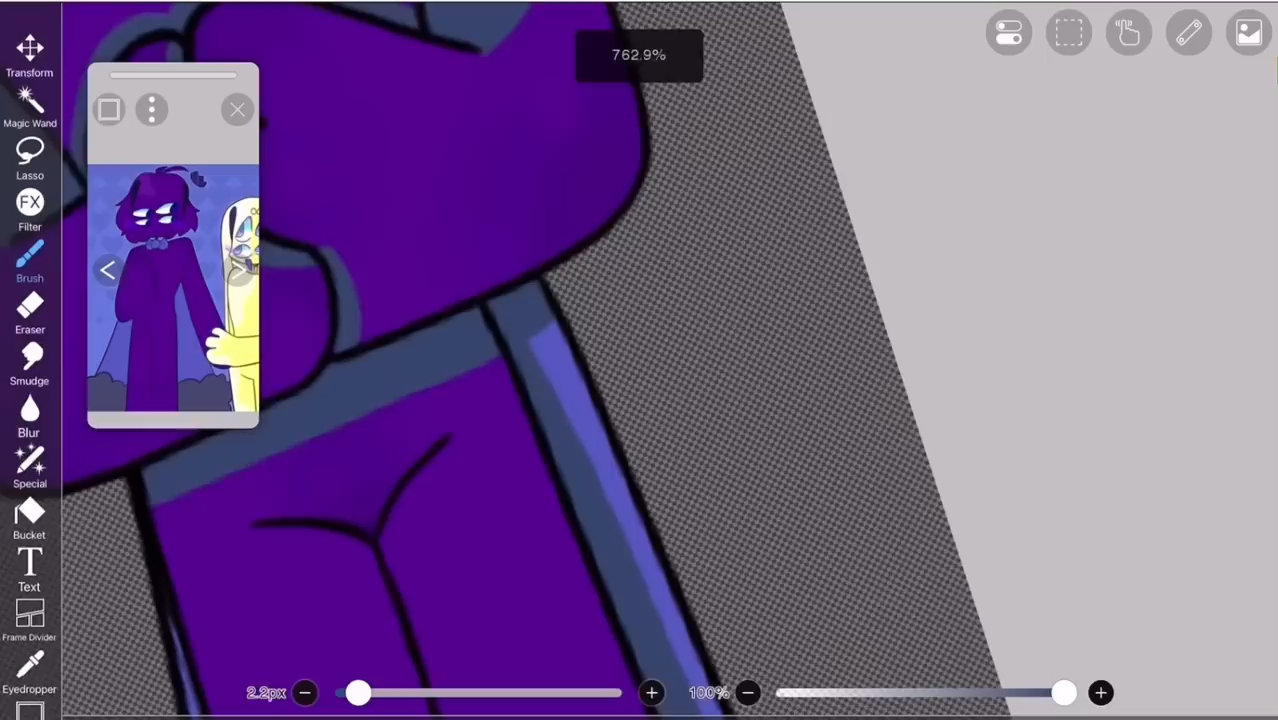 762.9%
Transform
Magic Wand
Lasso
FX
Filter
Brush
Eraser
Smudge
Blur
Special
Bucket
T
Text
Frame Divider
Eyedropper
2.2px
100%